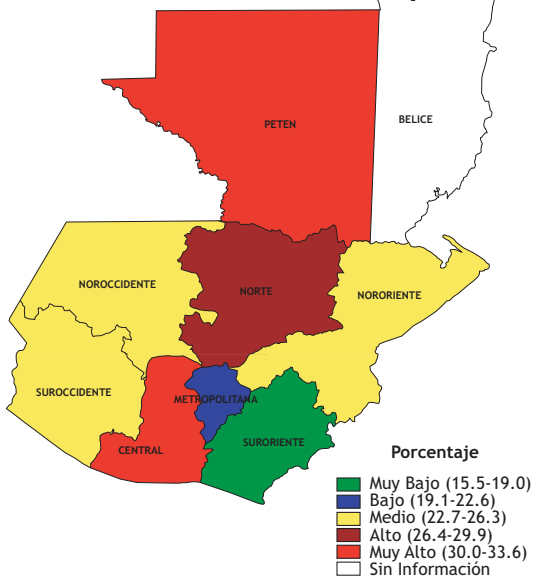 PETEN
BELICE
NOROCCIDENTE
NORTE
NORORIENTE
SUROCCIDENTE
METROPOLITANA
CENTRAL
SURORIENTE
Porcentaje
Muy Bajo (15.5-19.0)
Bajo (19.1-22.6)
Medio (22.7-26.3)
Alto (26.4-29.9)
Muy Alto (30.0-33.6)
Sin Información